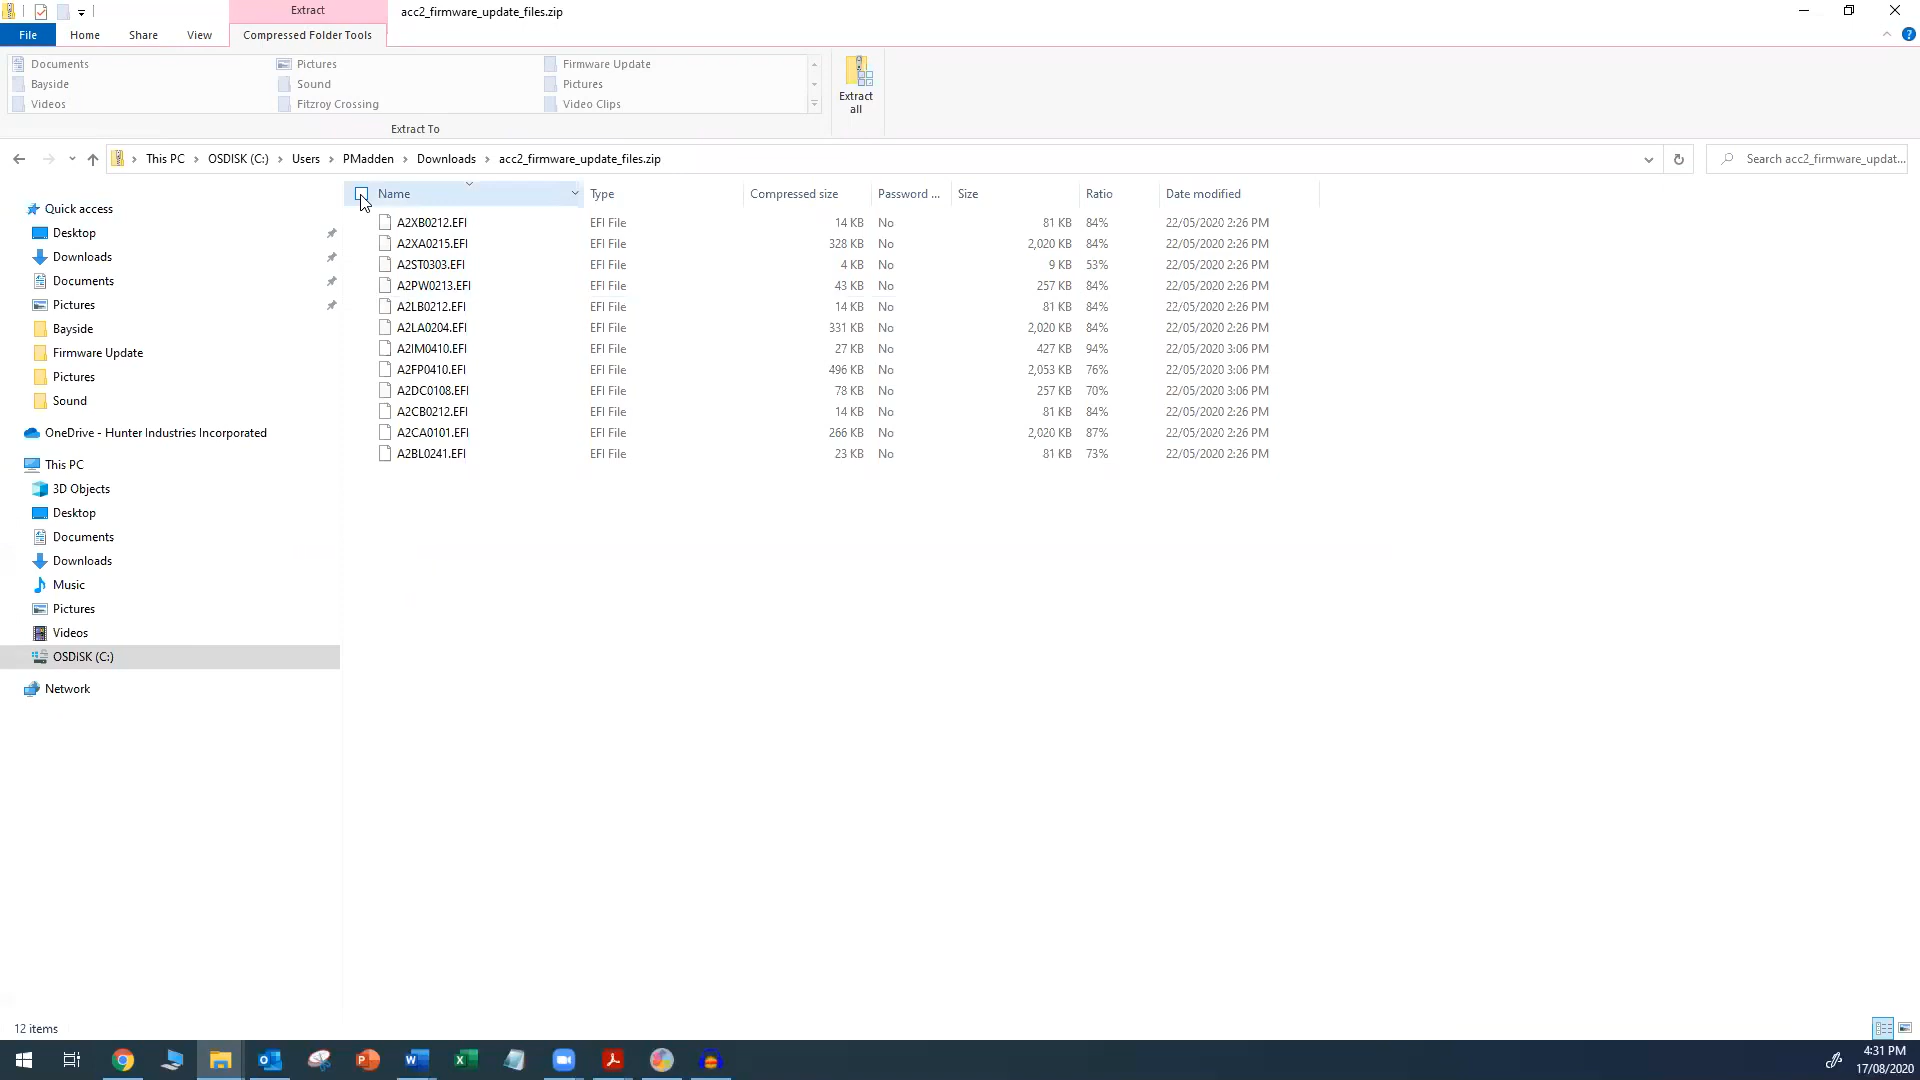 Extract
acc2_firmware_update_files.zip
File Home Share View Compressed Folder Tools
Documents Pictures Firmware Update
Bayside Sound Pictures
Videos Fitzroy Crossing Video Clips
Extract all
Extract To
This PC › OSDISK (C:) › Users › PMadden › Downloads › acc2_firmware_update_files.zip
Search acc2_firmware_updat...
Name Type Compressed size Password ... Size Ratio Date modified
A2XB0212.EFI EFI File 14 KB No 81 KB 84% 22/05/2020 2:26 PM
A2XA0215.EFI EFI File 328 KB No 2,020 KB 84% 22/05/2020 2:26 PM
A2ST0303.EFI EFI File 4 KB No 9 KB 53% 22/05/2020 2:26 PM
A2PW0213.EFI EFI File 43 KB No 257 KB 84% 22/05/2020 2:26 PM
A2LB0212.EFI EFI File 14 KB No 81 KB 84% 22/05/2020 2:26 PM
A2LA0204.EFI EFI File 331 KB No 2,020 KB 84% 22/05/2020 2:26 PM
A2IM0410.EFI EFI File 27 KB No 427 KB 94% 22/05/2020 3:06 PM
A2FP0410.EFI EFI File 496 KB No 2,053 KB 76% 22/05/2020 3:06 PM
A2DC0108.EFI EFI File 78 KB No 257 KB 70% 22/05/2020 3:06 PM
A2CB0212.EFI EFI File 14 KB No 81 KB 84% 22/05/2020 2:26 PM
A2CA0101.EFI EFI File 266 KB No 2,020 KB 87% 22/05/2020 2:26 PM
A2BL0241.EFI EFI File 23 KB No 81 KB 73% 22/05/2020 2:26 PM
Quick access
Desktop
Downloads
Documents
Pictures
Bayside
Firmware Update
Pictures
Sound
OneDrive - Hunter Industries Incorporated
This PC
3D Objects
Desktop
Documents
Downloads
Music
Pictures
Videos
OSDISK (C:)
Network
12 items
4:31 PM
17/08/2020